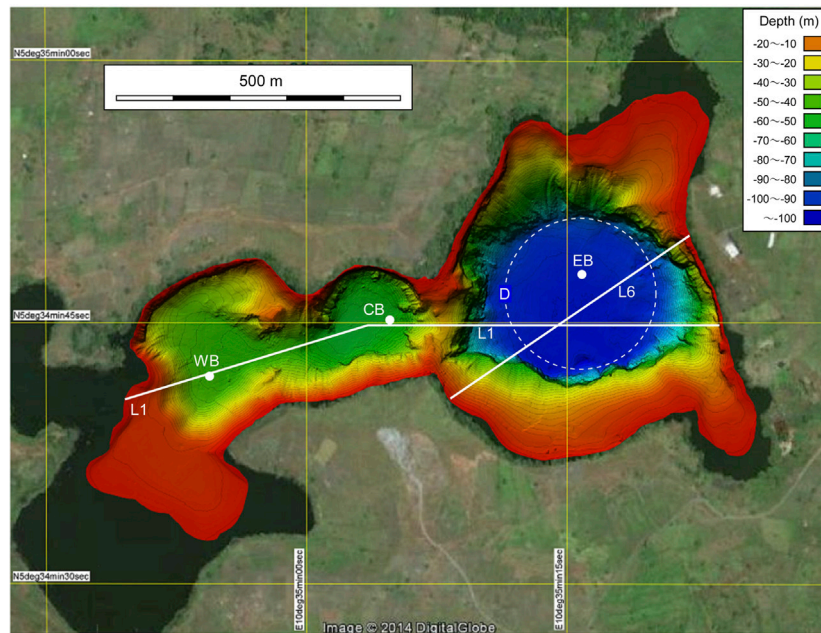 Depth (m)
-20~-10
-30~-20
-40~-30
-50~-40
-60~-50
-70~-60
-80~-70
-90~-80
-100~-90
~-100
N5deg35min00sec
500 m
EB
D
L6
N5deg34min45sec
CB
L1
WB
L1
N5deg34min30sec
E10deg35min00sec
E10deg35min15sec
Image © 2014 DigitalGlobe